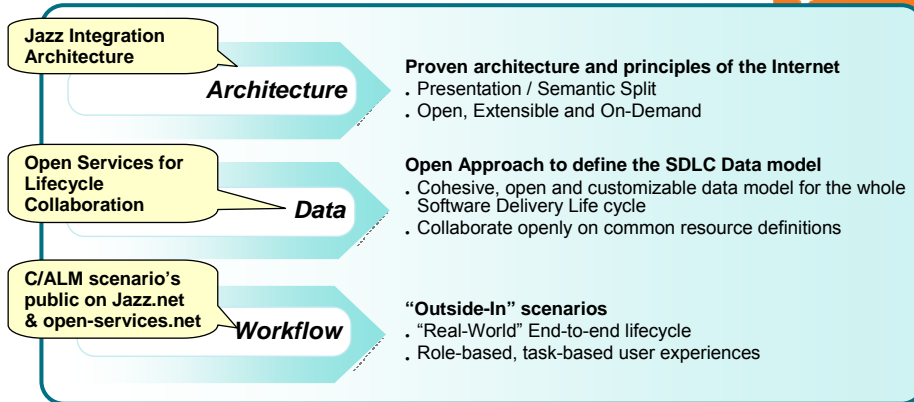 Jazz Integration
Architecture
Architecture
Proven architecture and principles of the Internet
. Presentation / Semantic Split
. Open, Extensible and On-Demand
Open Services for
Lifecycle
Collaboration
Data
Open Approach to define the SDLC Data model
. Cohesive, open and customizable data model for the whole
Software Delivery Life cycle
. Collaborate openly on common resource definitions
C/ALM scenario’s
public on Jazz.net
& open-services.net
Workflow
“Outside-In” scenarios
. “Real-World” End-to-end lifecycle
. Role-based, task-based user experiences